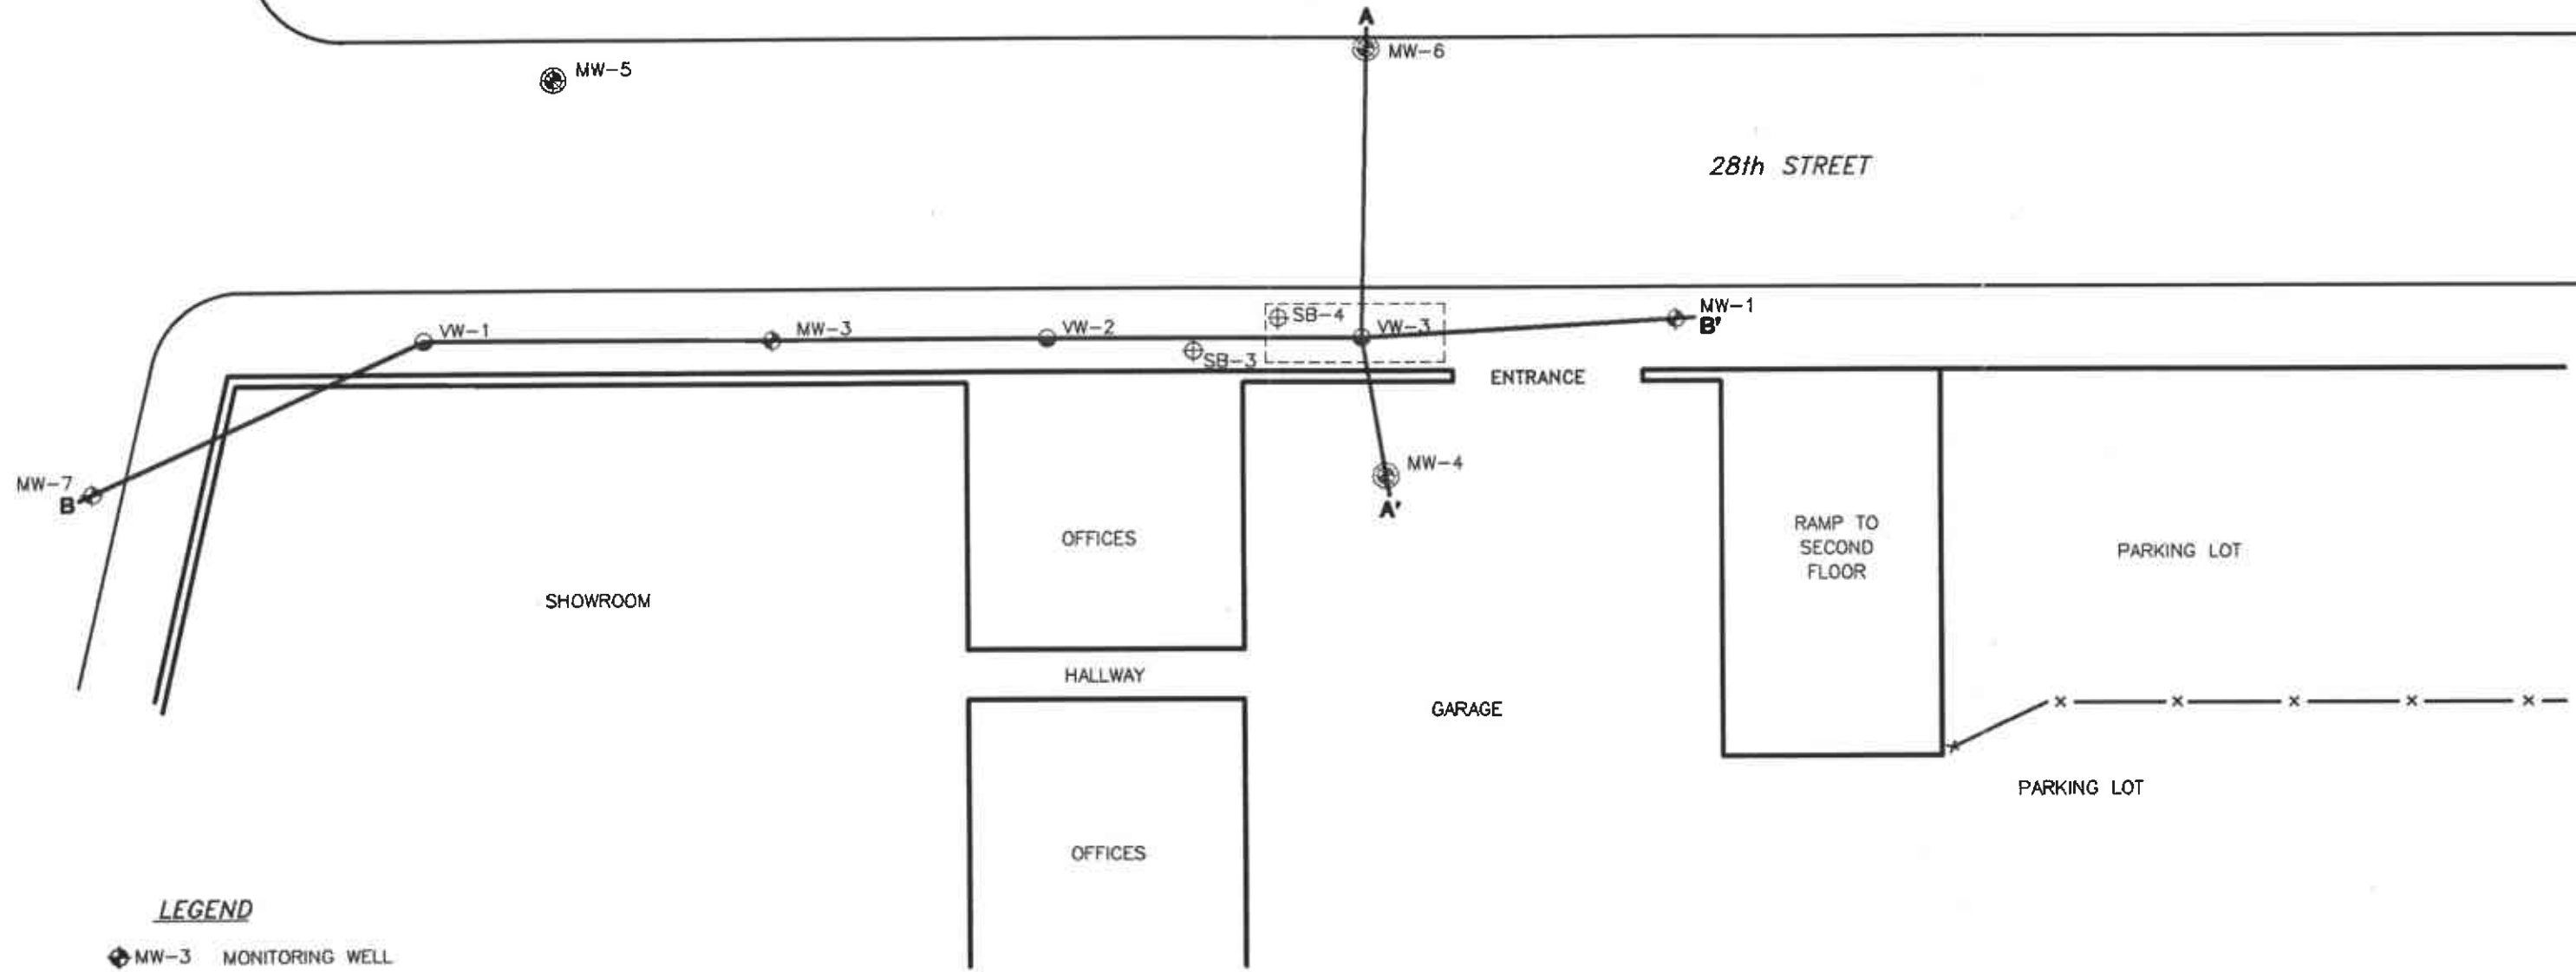 A
MW-6
MW-5
28th STREET
MW-1
B'
SB-4
VW-1
MW-3
VW-2
VW-3
SB-3
ENTRANCE
MW-4
A'
MW-7
B
OFFICES
RAMP TO
SECOND
FLOOR
PARKING LOT
SHOWROOM
HALLWAY
GARAGE
PARKING LOT
OFFICES
LEGEND
MW-3 MONITORING WELL